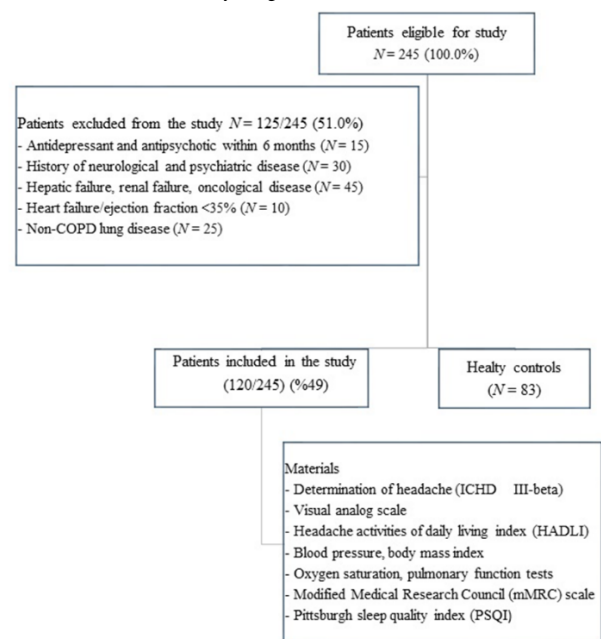 Patients eligible for study
N = 245 (100.0%)
Patients excluded from the study N = 125/245 (51.0%)
- Antidepressant and antipsychotic within 6 months (N = 15)
- History of neurological and psychiatric disease (N = 30)
- Hepatic failure, renal failure, oncological disease (N = 45)
- Heart failure/ejection fraction <35% (N = 10)
- Non-COPD lung disease (N = 25)
Patients included in the study
(120/245) (%49)
Healty controls
(N = 83)
Materials
- Determination of headache (ICHD III-beta)
- Visual analog scale
- Headache activities of daily living index (HADLI)
- Blood pressure, body mass index
- Oxygen saturation, pulmonary function tests
- Modified Medical Research Council (mMRC) scale
- Pittsburgh sleep quality index (PSQI)